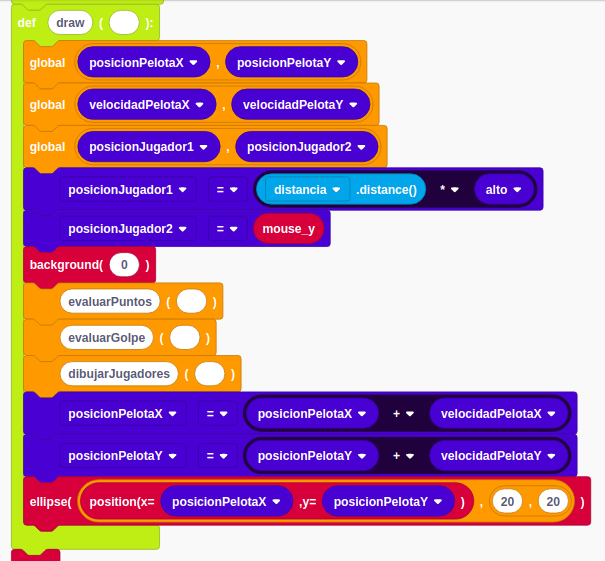 def draw ( ):
global posicionPelotaX , posicionPelotaY
global velocidadPelotaX , velocidadPelotaY
global posicionJugador1 , posicionJugador2
posicionJugador1 = distancia .distance() * alto
posicionJugador2 = mouse_y
background( 0 )
evaluarPuntos ( )
evaluarGolpe ( )
dibujarJugadores ( )
posicionPelotaX = posicionPelotaX + velocidadPelotaX
posicionPelotaY = posicionPelotaY + velocidadPelotaY
ellipse( position(x= posicionPelotaX ,y= posicionPelotaY ) , 20 , 20 )